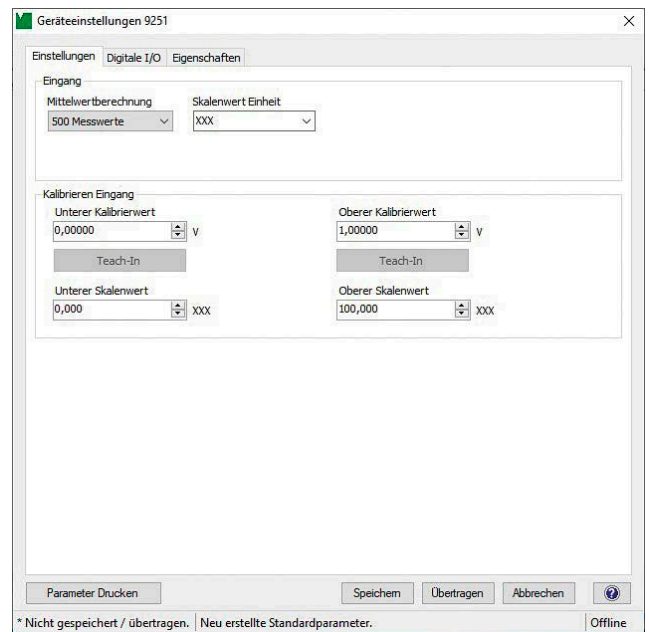 Geräteeinstellungen 9251
Einstellungen Digitale I/O Eigenschaften
Eingang
Mittelwertberechnung Skalenwert Einheit
500 Messwerte XXX
Kalibrieren Eingang
Unterer Kalibrierwert Oberer Kalibrierwert
0,00000 V 1,00000 V
Teach-In Teach-In
Unterer Skalenwert Oberer Skalenwert
0,000 XXX 100,000 XXX
Parameter Drucken Speichern Übertragen Abbrechen ?
* Nicht gespeichert / übertragen. Neu erstellte Standardparameter. Offline